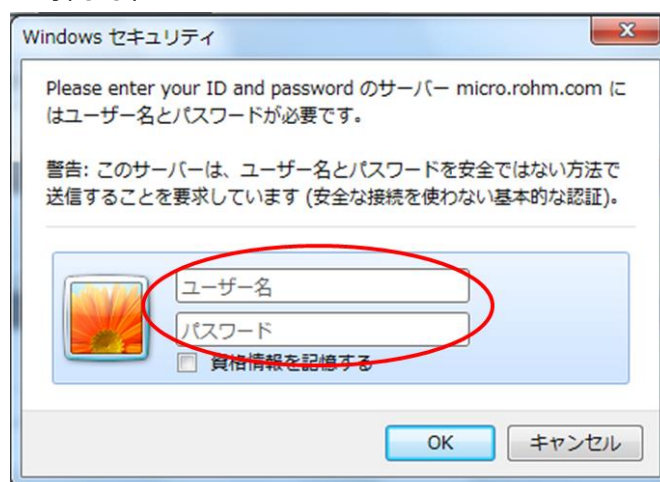 Windows セキュリティ
Please enter your ID and password のサーバー micro.rohm.com に
はユーザー名とパスワードが必要です。
警告: このサーバーは、ユーザー名とパスワードを安全ではない方法で
送信することを要求しています (安全な接続を使わない基本的な認証)。
ユーザー名
パスワード
資格情報を記憶する
OK
キャンセル